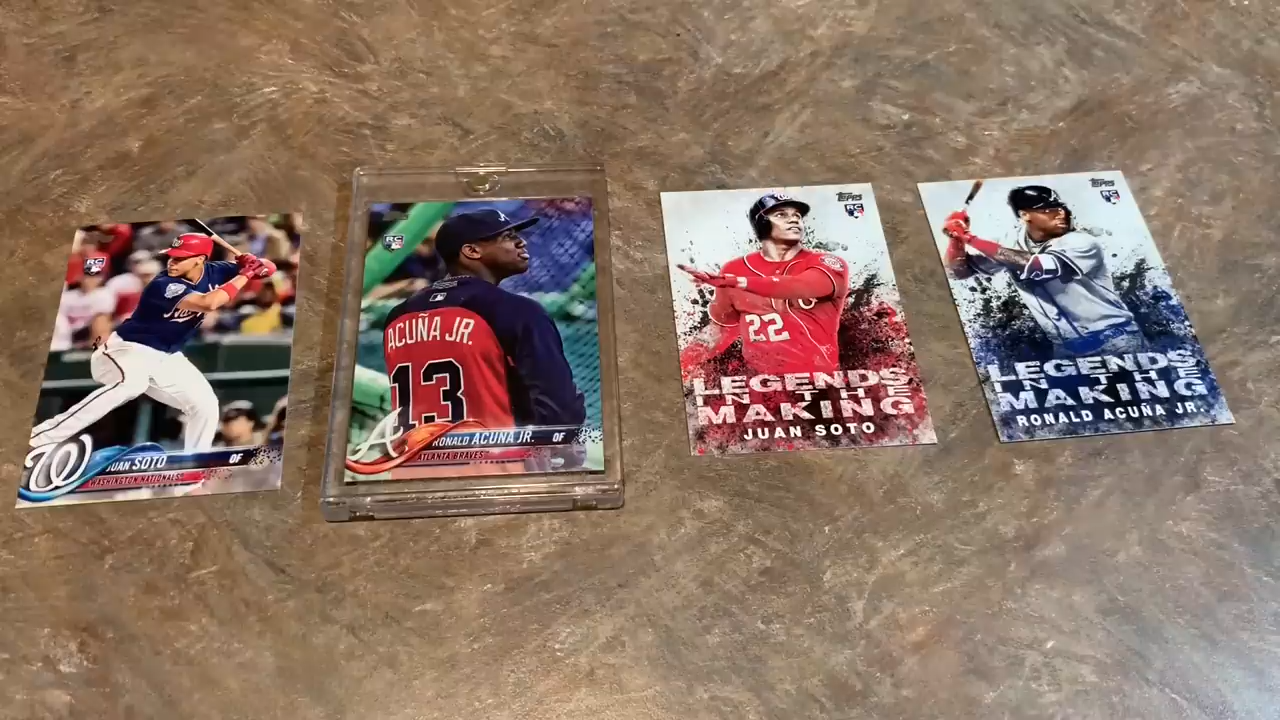 RC
JUAN SOTO
OF
WASHINGTON NATIONALS
RC
ACUÑA JR.
13
RONALD ACUÑA JR.
OF
ATLANTA BRAVES
TOPPS
RC
22
LEGENDS
IN THE
MAKING
JUAN SOTO
TOPPS
RC
LEGENDS
IN THE
MAKING
RONALD ACUÑA JR.